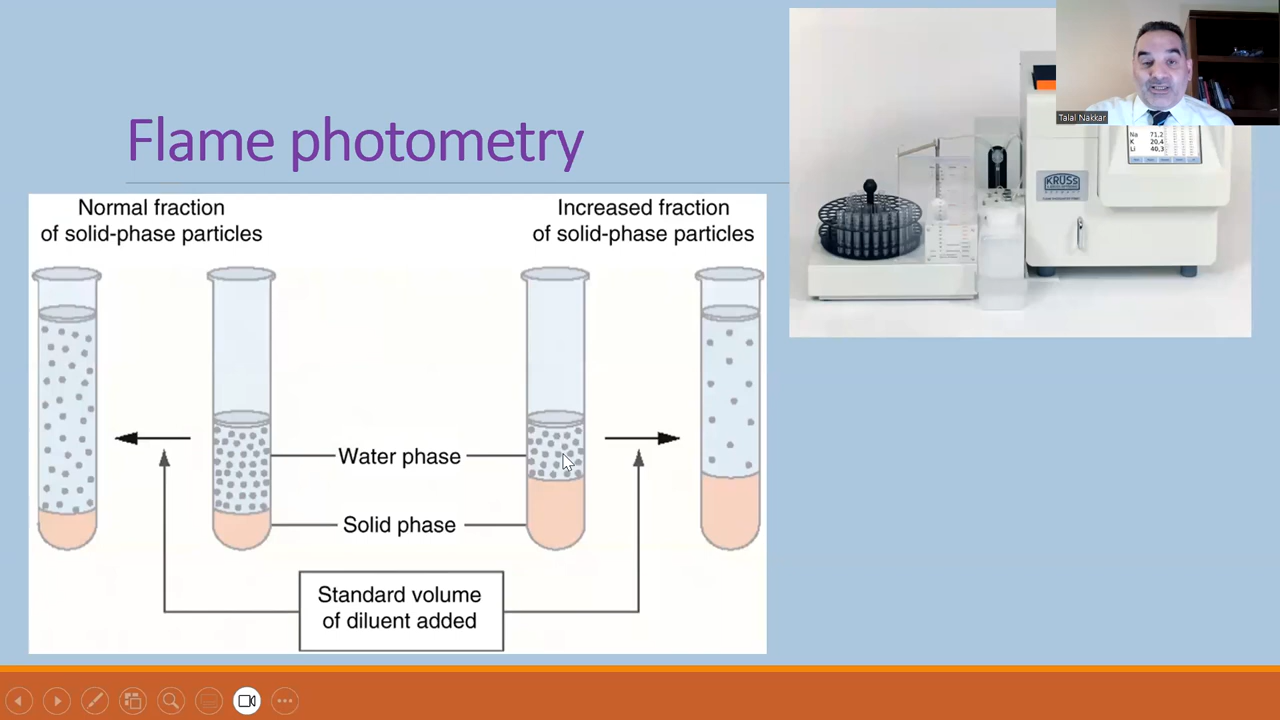 Flame photometry
Normal fraction
of solid-phase particles
Increased fraction
of solid-phase particles
Water phase
Solid phase
Standard volume
of diluent added
Talal Nakkar
Na 71,2
K 20,4
Li 40,3
KRÜSS